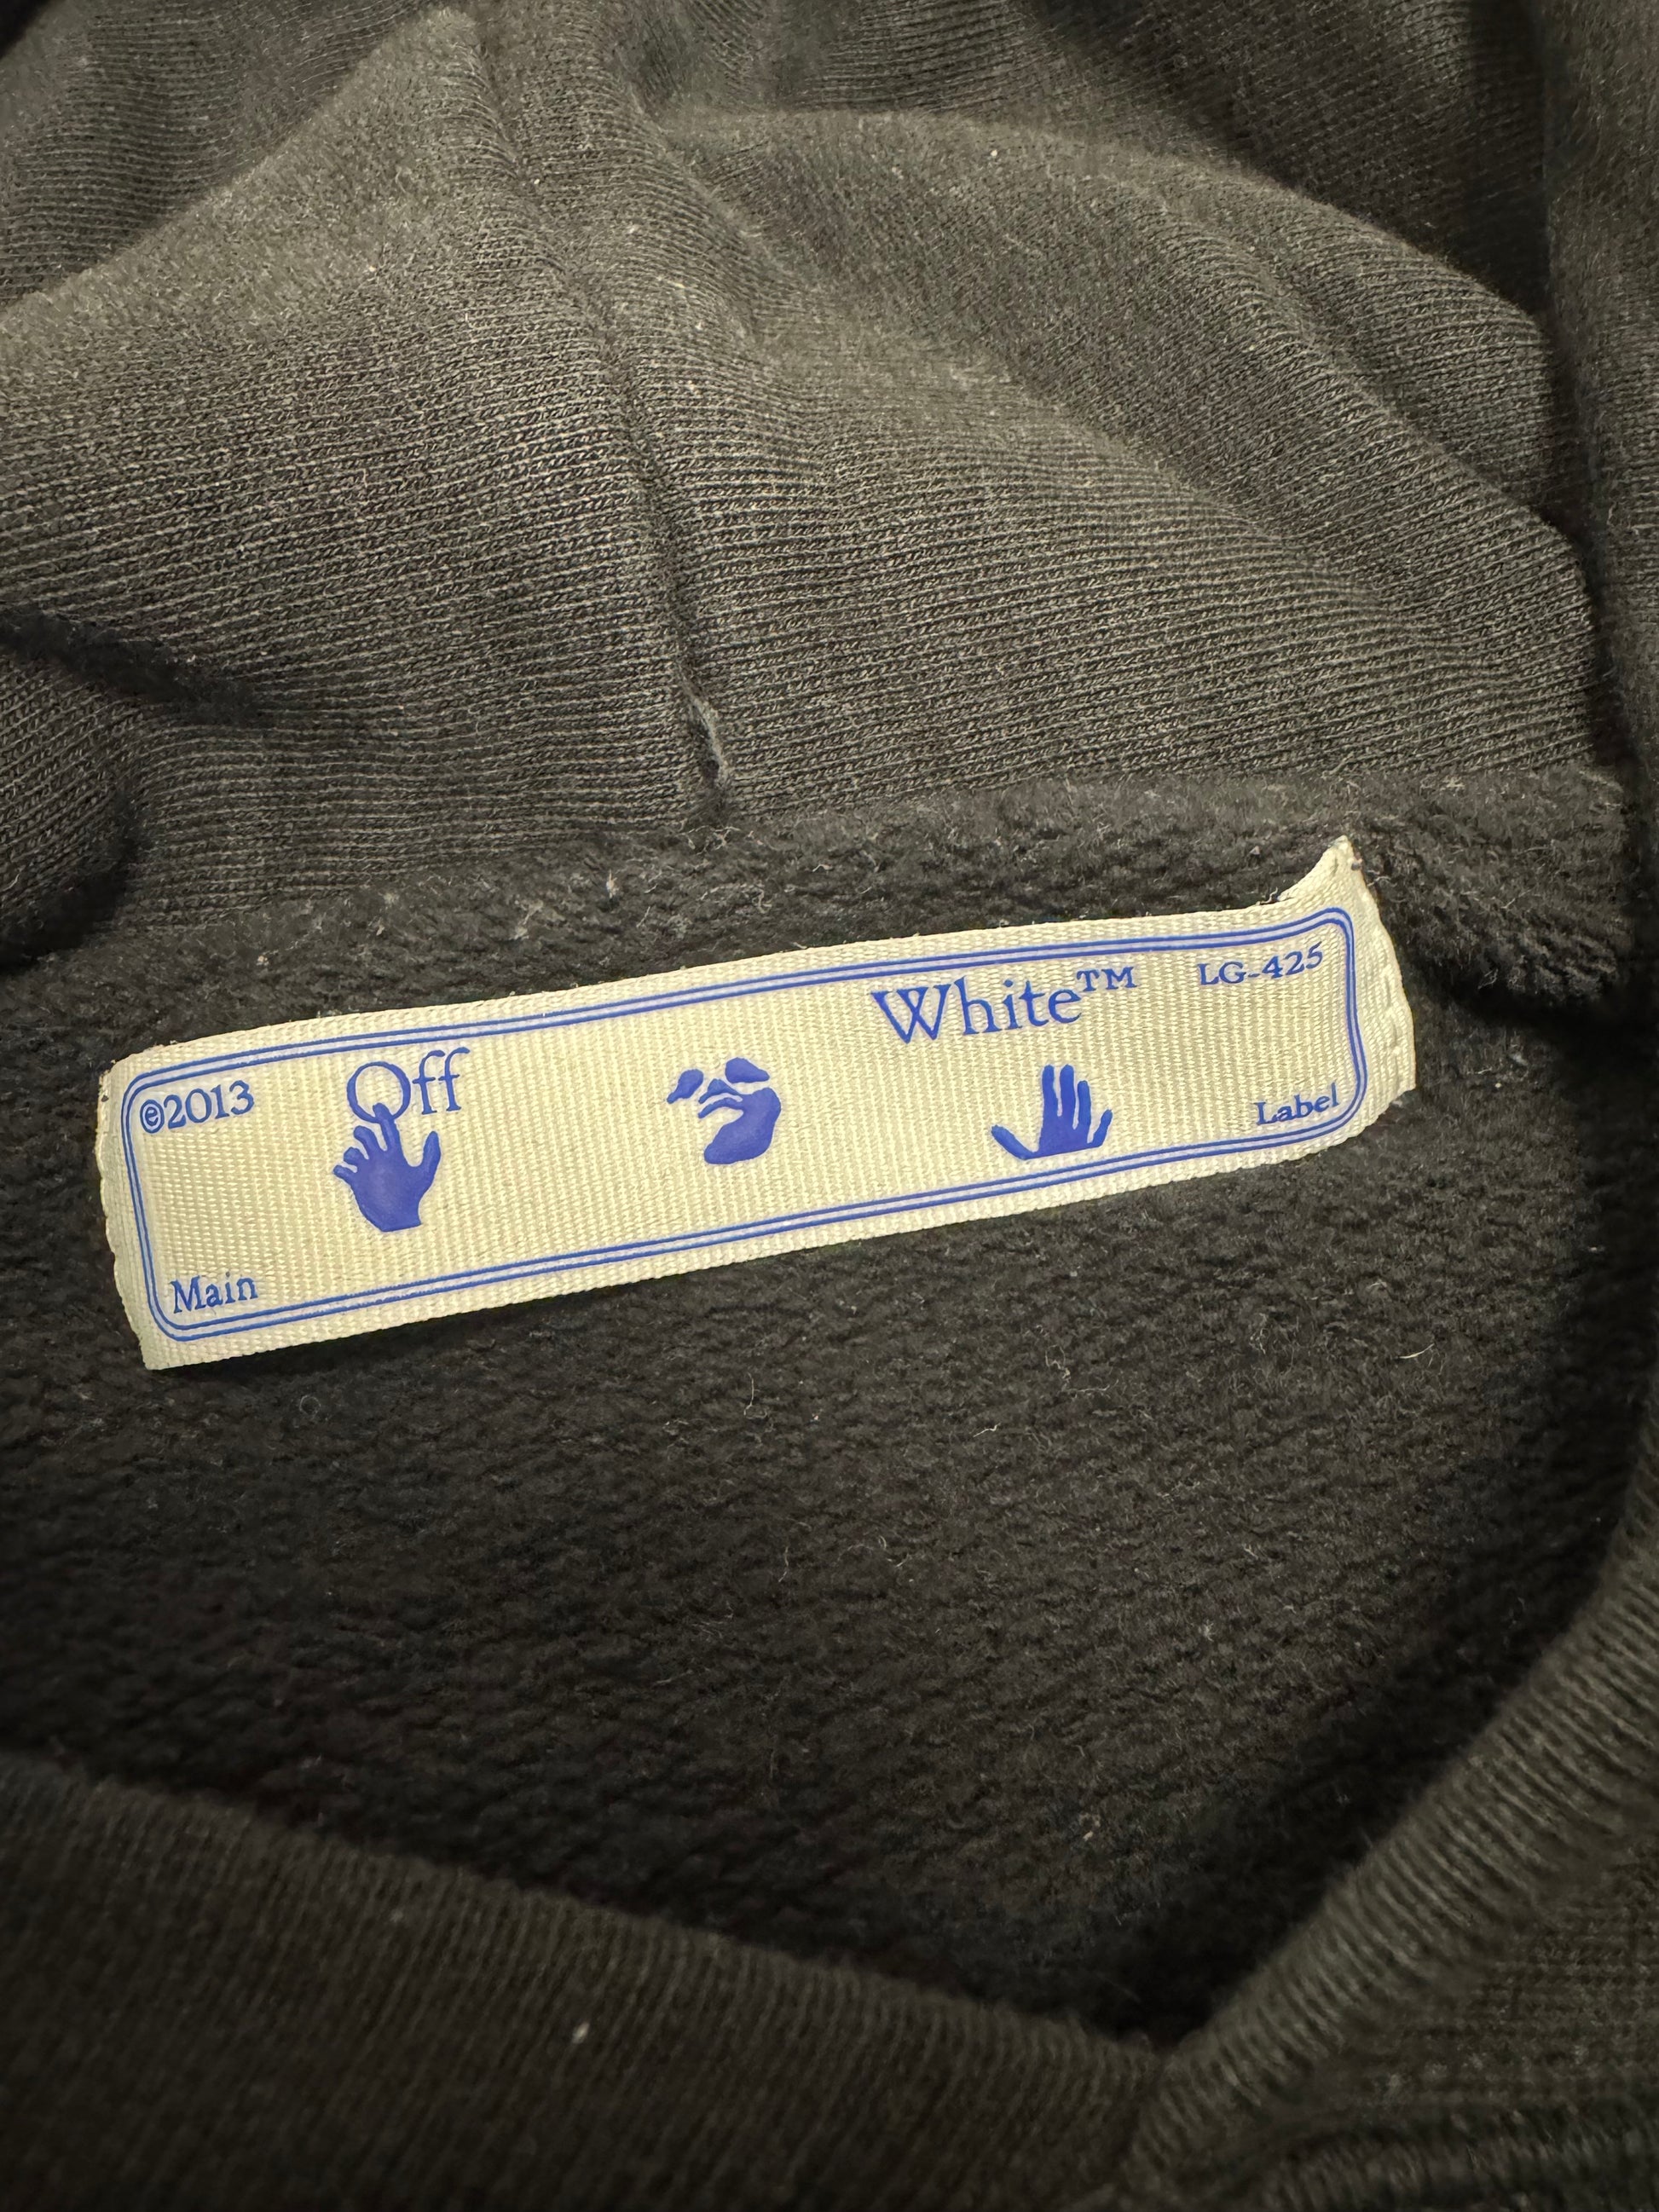 ©2013 Off White™ LG-425
Main Label